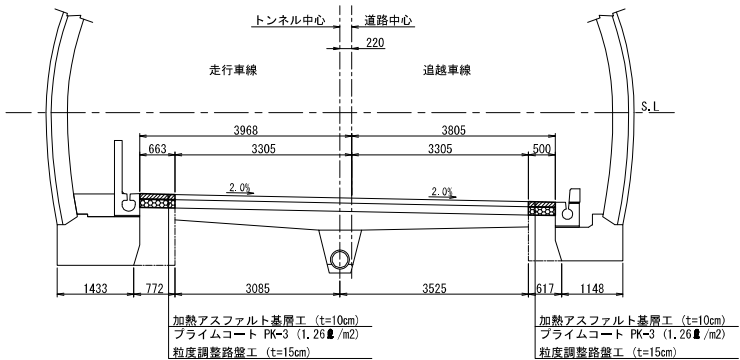 トンネル中心 道路中心
220
走行車線 追越車線
S.L
3968 3805
663 3305 3305 500
2.0% 2.0%
1433 772 3085 3525 617 1148
加熱アスファルト基層工 (t=10cm) 加熱アスファルト基層工 (t=10cm)
プライムコート PK-3 (1.26ℓ/m2) プライムコート PK-3 (1.26ℓ/m2)
粒度調整路盤工 (t=15cm) 粒度調整路盤工 (t=15cm)